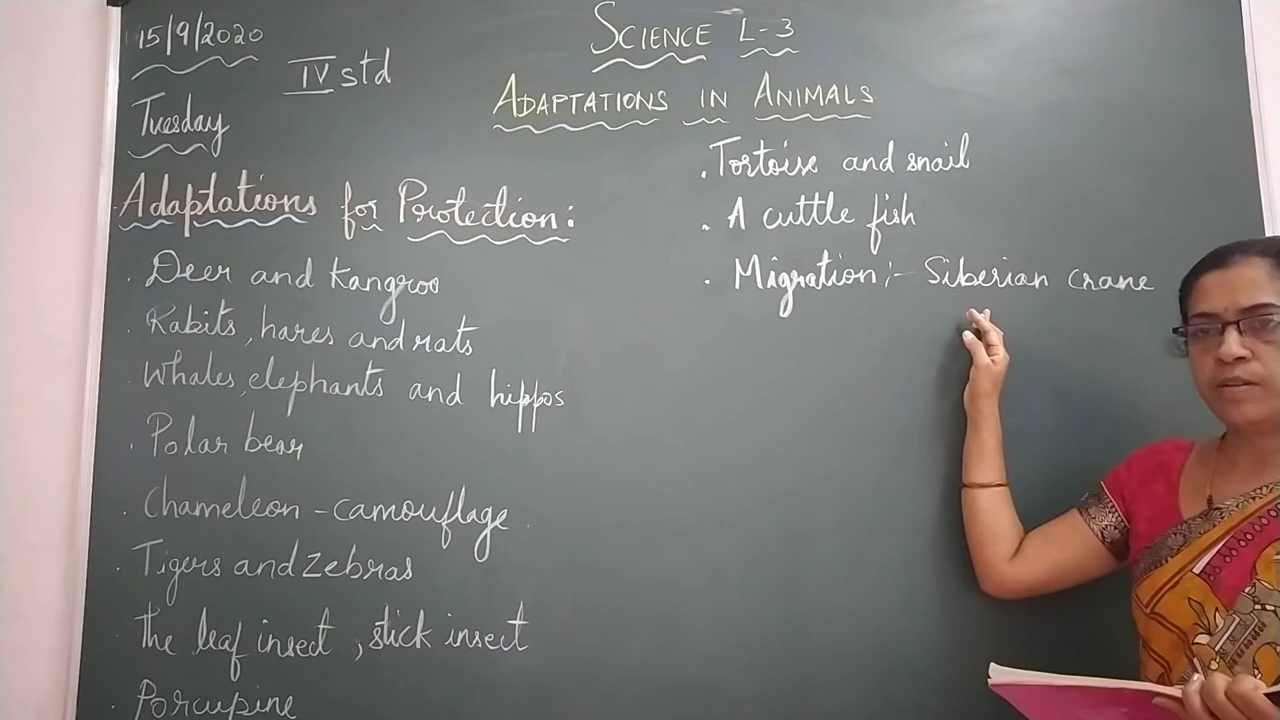 15/9/2020
IV std
SCIENCE L-3
Tuesday
ADAPTATIONS IN ANIMALS
Adaptations for Protection:
. Deer and Kangroo
. Rabits, hares and rats
. Whales, elephants and hippos
. Polar bear
. Chameleon - camouflage.
. Tigers and Zebras
. The leaf insect, stick insect
. Porcupine
. Tortoise and snail
. A cuttle fish
. Migration:- Siberian crane